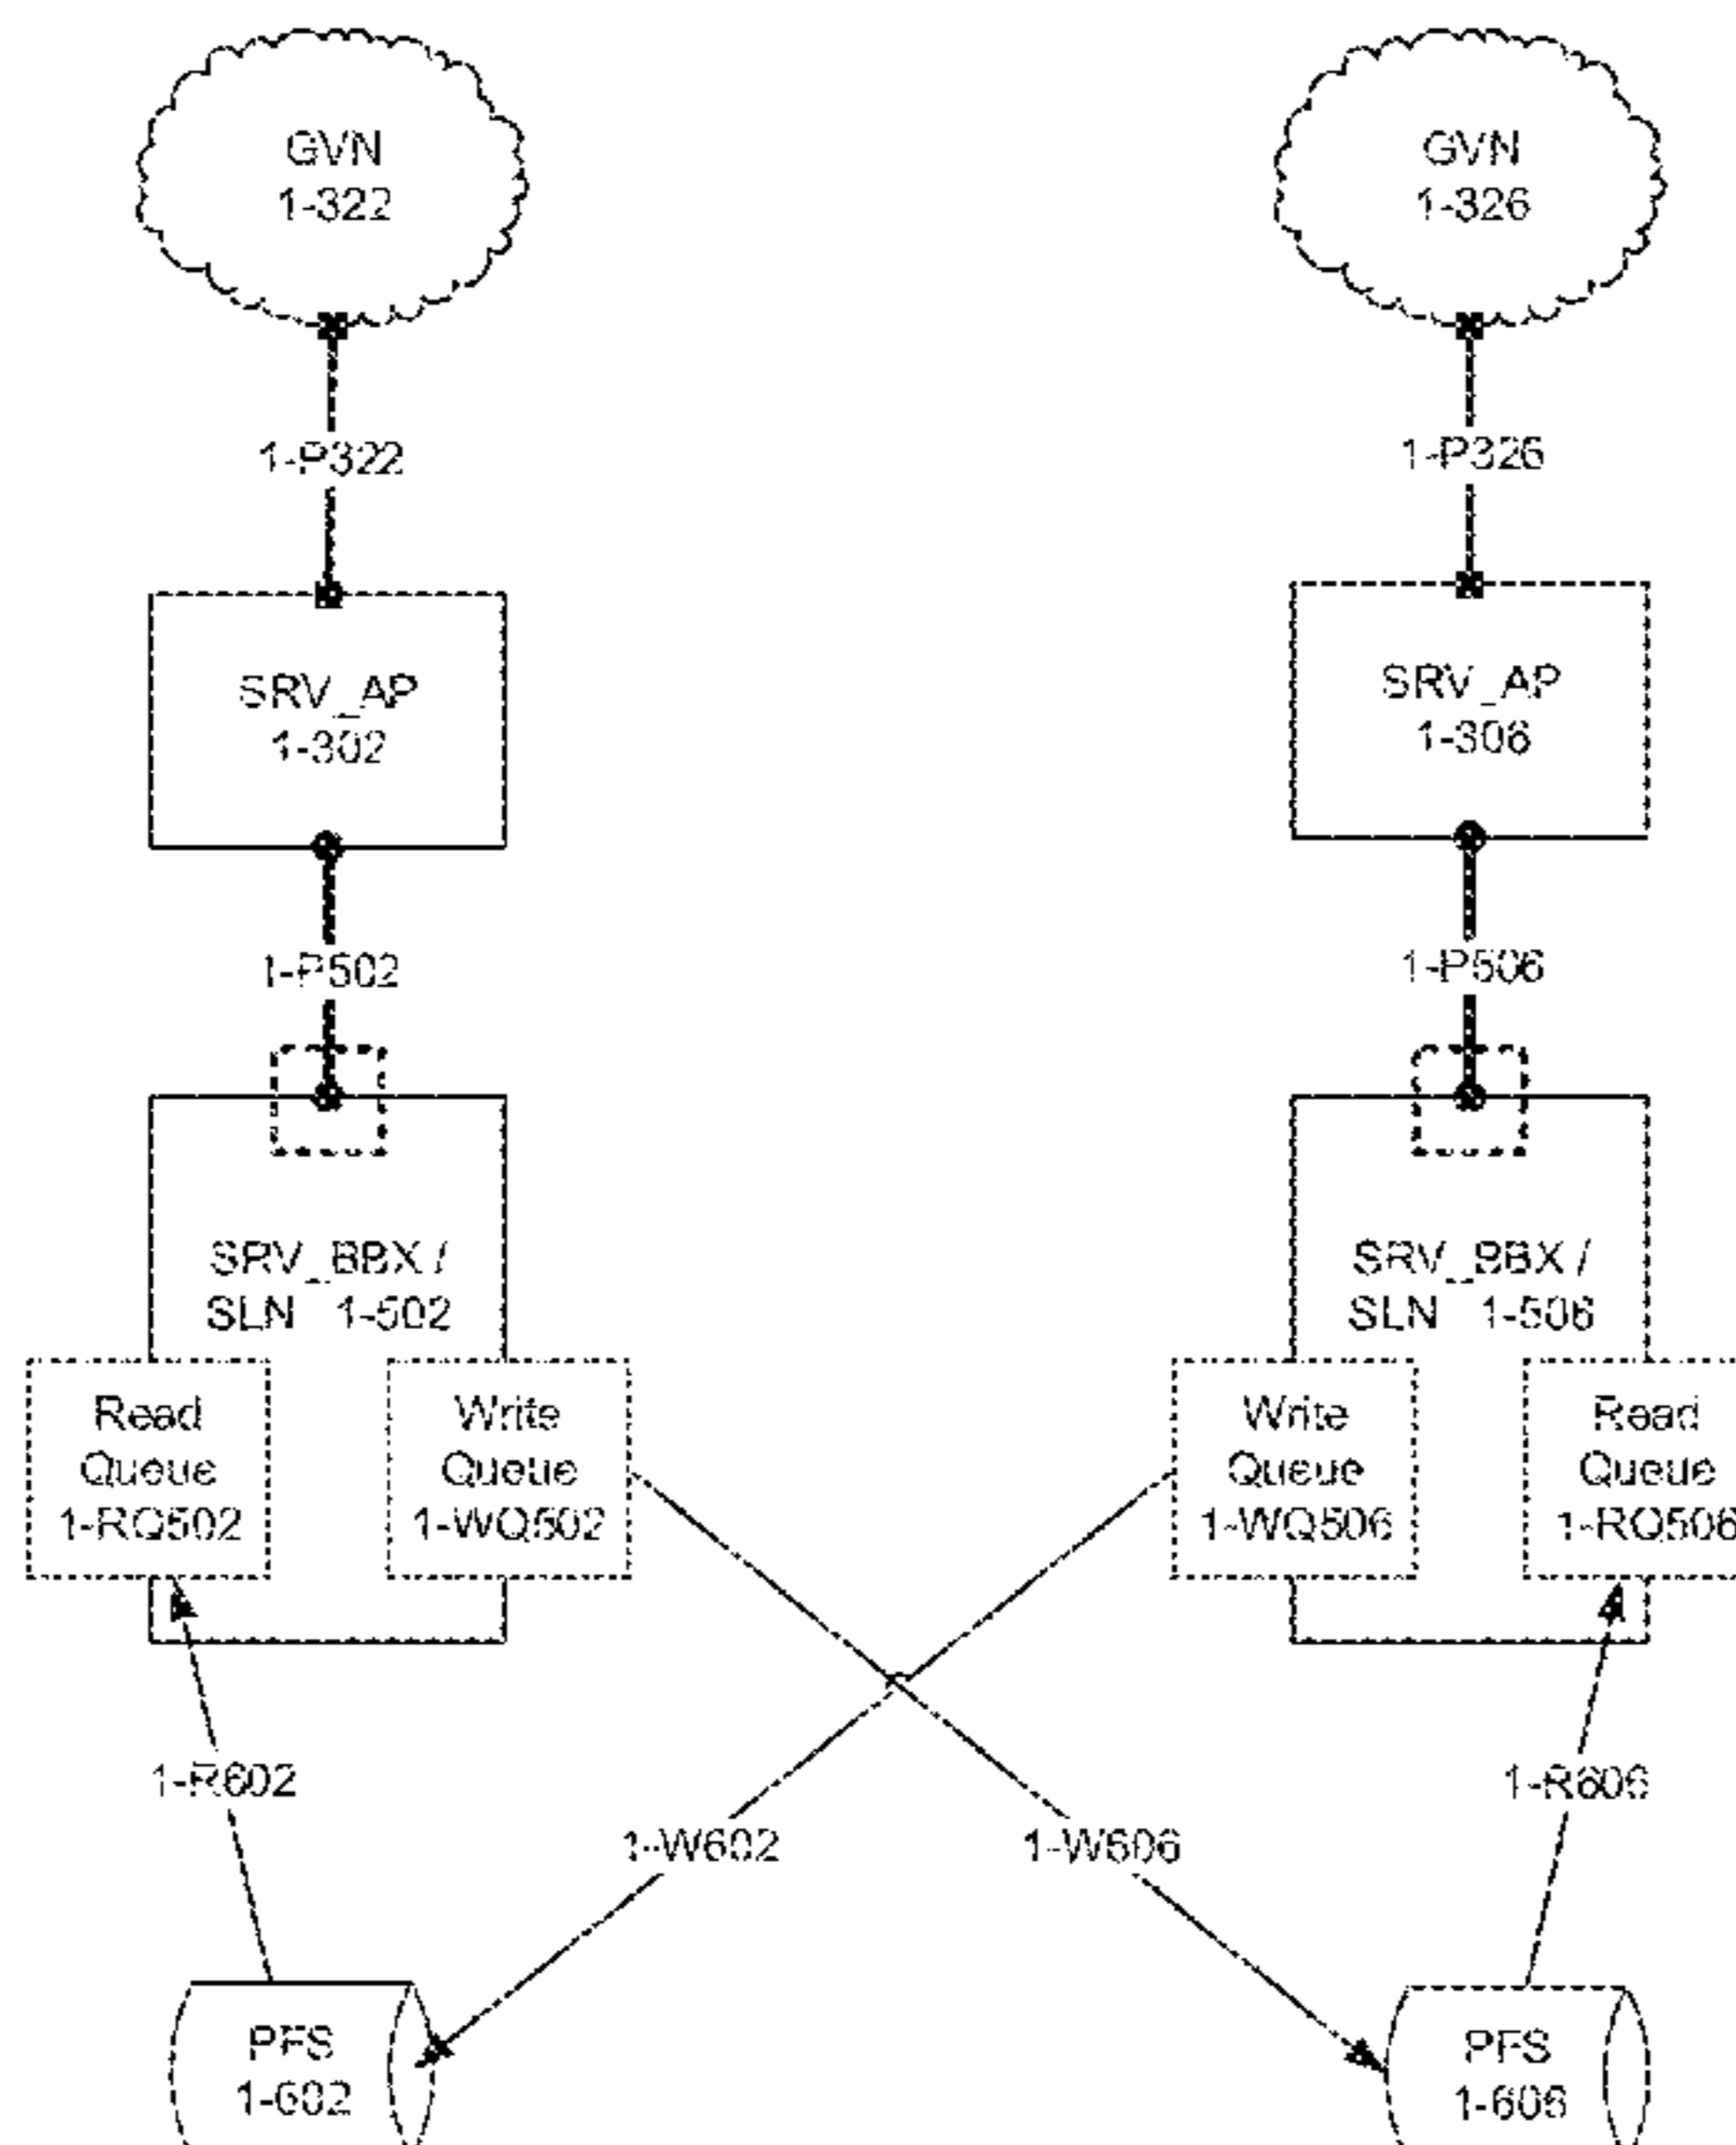 GVN
1-322
GVN
1-326
1-P322
1-P326
SRV_AP
1-302
SRV_AP
1-306
1-P502
1-P506
SRV_BBX /
SLN 1-502
SRV_BBX /
SLN 1-506
Read
Queue
1-RQ502
Write
Queue
1-WQ502
Write
Queue
1-WQ506
Read
Queue
1-RQ506
1-R602
1-R606
1-W602
1-W606
PFS
1-602
PFS
1-606